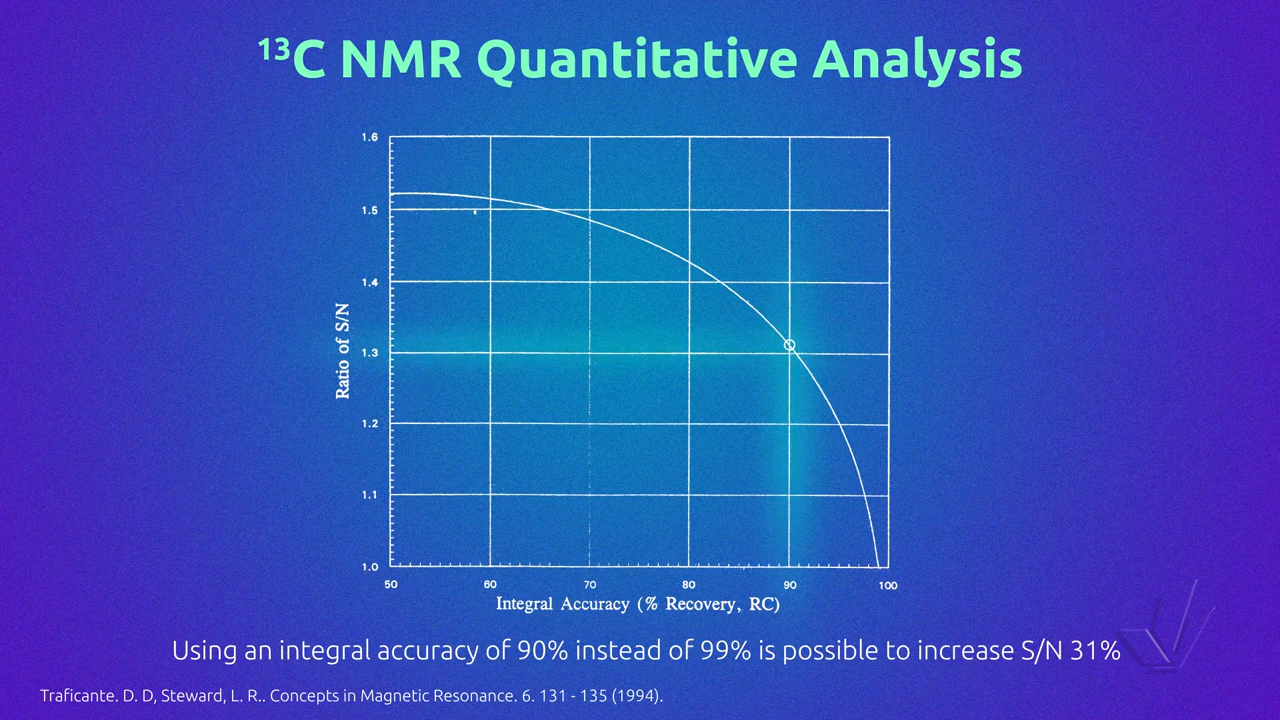 ¹³C NMR Quantitative Analysis
1.6
1.5
1.4
1.3
1.2
1.1
1.0
Ratio of S/N
50 60 70 80 90 100
Integral Accuracy (% Recovery, RC)
Using an integral accuracy of 90% instead of 99% is possible to increase S/N 31%
Traficante. D. D, Steward, L. R.. Concepts in Magnetic Resonance. 6. 131 - 135 (1994).